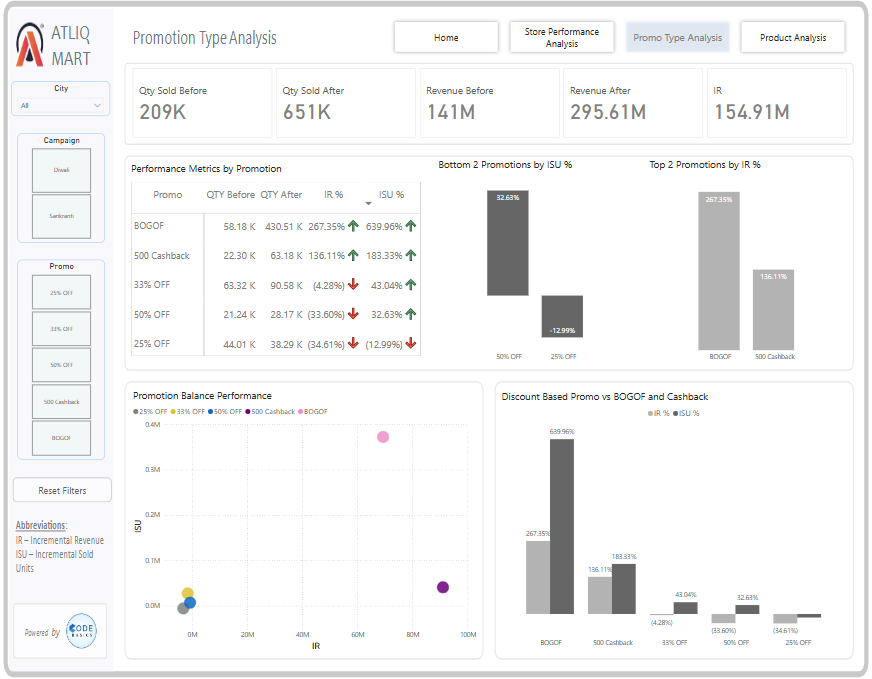 ATLIQ
MART
Promotion Type Analysis
Home
Store Performance
Analysis
Promo Type Analysis
Product Analysis
City
All
Campaign
Diwali
Sankranti
Promo
25% OFF
33% OFF
50% OFF
500 Cashback
BOGOF
Reset Filters
Abbreviations:
IR – Incremental Revenue
ISU – Incremental Sold
Units
Powered by
CODE
BASICS
Qty Sold Before
209K
Qty Sold After
651K
Revenue Before
141M
Revenue After
295.61M
IR
154.91M
Performance Metrics by Promotion
Promo QTY Before QTY After IR % ISU %
BOGOF 58.18 K 430.51 K 267.35% 639.96%
500 Cashback 22.30 K 63.18 K 136.11% 183.33%
33% OFF 63.32 K 90.58 K (4.28%) 43.04%
50% OFF 21.24 K 28.17 K (33.60%) 32.63%
25% OFF 44.01 K 38.29 K (34.61%) (12.99%)
Bottom 2 Promotions by ISU %
32.63%
-12.99%
50% OFF 25% OFF
Top 2 Promotions by IR %
267.35%
136.11%
BOGOF 500 Cashback
Promotion Balance Performance
25% OFF 33% OFF 50% OFF 500 Cashback BOGOF
0.4M
0.3M
0.2M
0.1M
0.0M
ISU
0M 20M 40M 60M 80M 100M
IR
Discount Based Promo vs BOGOF and Cashback
IR % ISU %
639.96%
267.35%
183.33%
136.11%
43.04%
32.63%
(4.28%)
(33.60%)
(34.61%)
BOGOF 500 Cashback 33% OFF 50% OFF 25% OFF